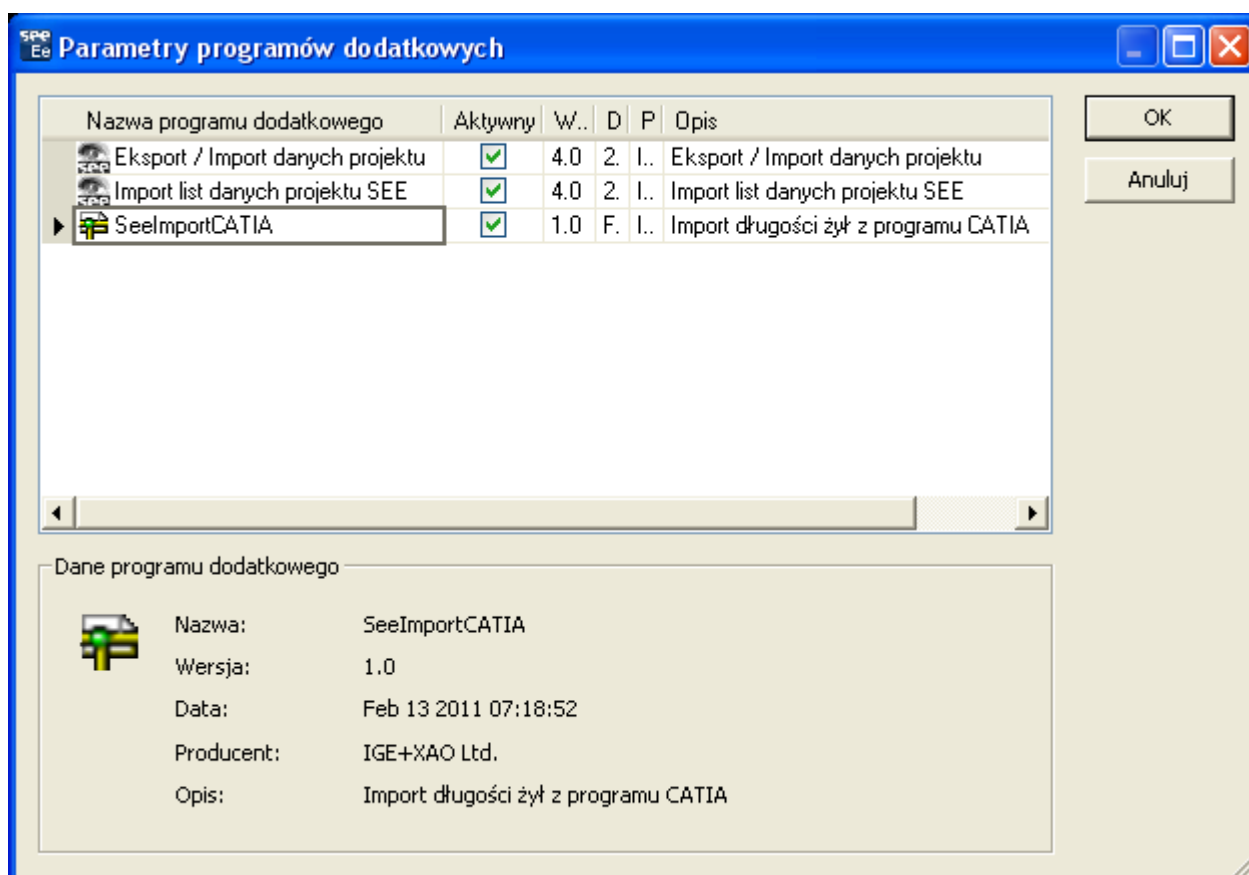 see Ee Parametry programów dodatkowych
Nazwa programu dodatkowego Aktywny W.. D P Opis OK
Eksport / Import danych projektu 4.0 2. I.. Eksport / Import danych projektu
Import list danych projektu SEE 4.0 2. I.. Import list danych projektu SEE Anuluj
SeeImportCATIA 1.0 F. I.. Import długości żył z programu CATIA
Dane programu dodatkowego
Nazwa: SeeImportCATIA
Wersja: 1.0
Data: Feb 13 2011 07:18:52
Producent: IGE+XAO Ltd.
Opis: Import długości żył z programu CATIA